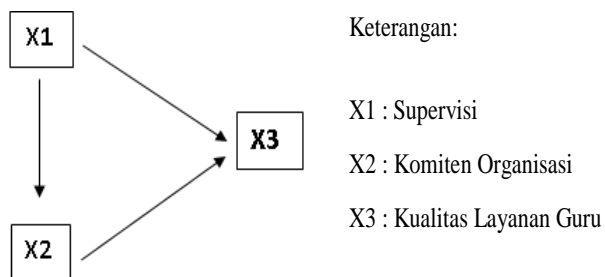 X1
X3
X2
Keterangan:
X1 : Supervisi
X2 : Komiten Organisasi
X3 : Kualitas Layanan Guru